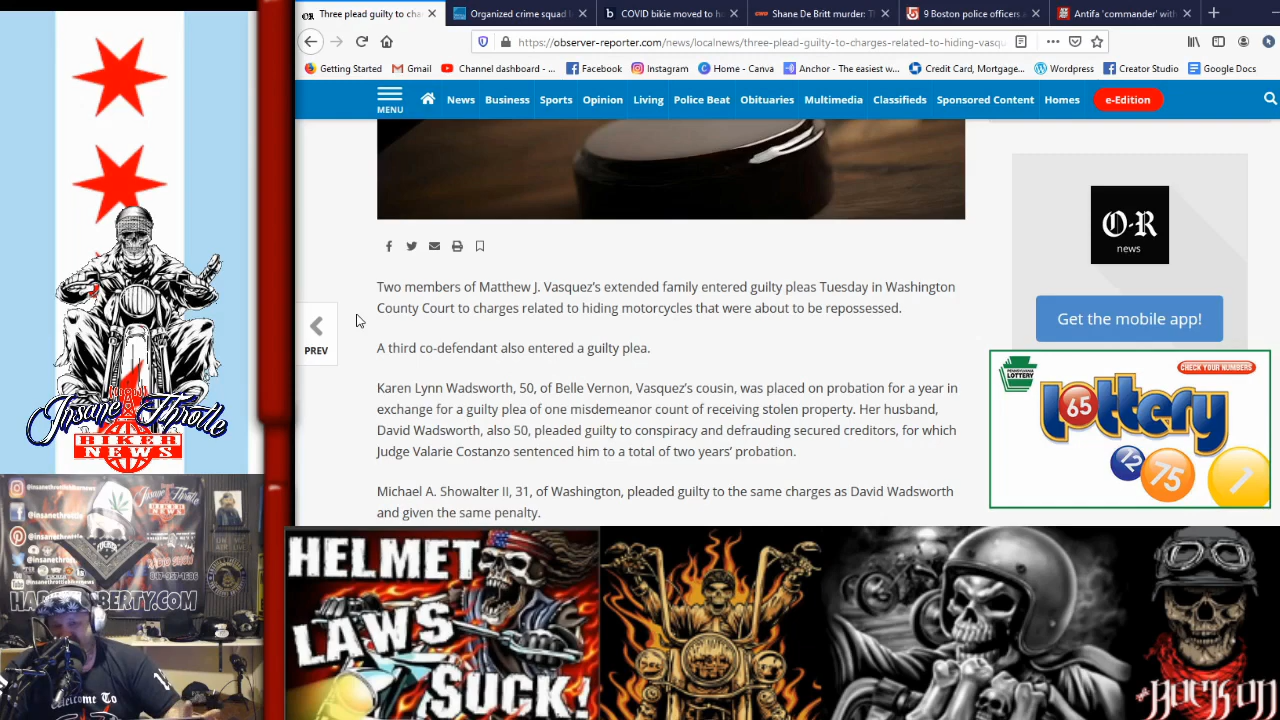 Three plead guilty to cha
Organized crime squad l
COVID bikie moved to h
Shane De Britt murder: T
9 Boston police officers a
Antifa 'commander' with
https://observer-reporter.com/news/localnews/three-plead-guilty-to-charges-related-to-hiding-vasqu
Getting Started
Gmail
Channel dashboard - ...
Facebook
Instagram
Home - Canva
Anchor - The easiest w...
Credit Card, Mortgage...
Wordpress
Creator Studio
Google Docs
MENU
News
Business
Sports
Opinion
Living
Police Beat
Obituaries
Multimedia
Classifieds
Sponsored Content
Homes
e-Edition
O-R
news
Get the mobile app!
PREV
Two members of Matthew J. Vasquez's extended family entered guilty pleas Tuesday in Washington
County Court to charges related to hiding motorcycles that were about to be repossessed.
A third co-defendant also entered a guilty plea.
Karen Lynn Wadsworth, 50, of Belle Vernon, Vasquez's cousin, was placed on probation for a year in
exchange for a guilty plea of one misdemeanor count of receiving stolen property. Her husband,
David Wadsworth, also 50, pleaded guilty to conspiracy and defrauding secured creditors, for which
Judge Valarie Costanzo sentenced him to a total of two years' probation.
Michael A. Showalter II, 31, of Washington, pleaded guilty to the same charges as David Wadsworth
and given the same penalty.
Pennsylvania
LOTTERY
CHECK YOUR NUMBERS
lottery
65
12
75
1
Insane Throttle
BIKER
NEWS
@insanethrottlebikernews
@insanethrottle
HELMET
LAWS
SUCK!
ROCK ON
Welcome To